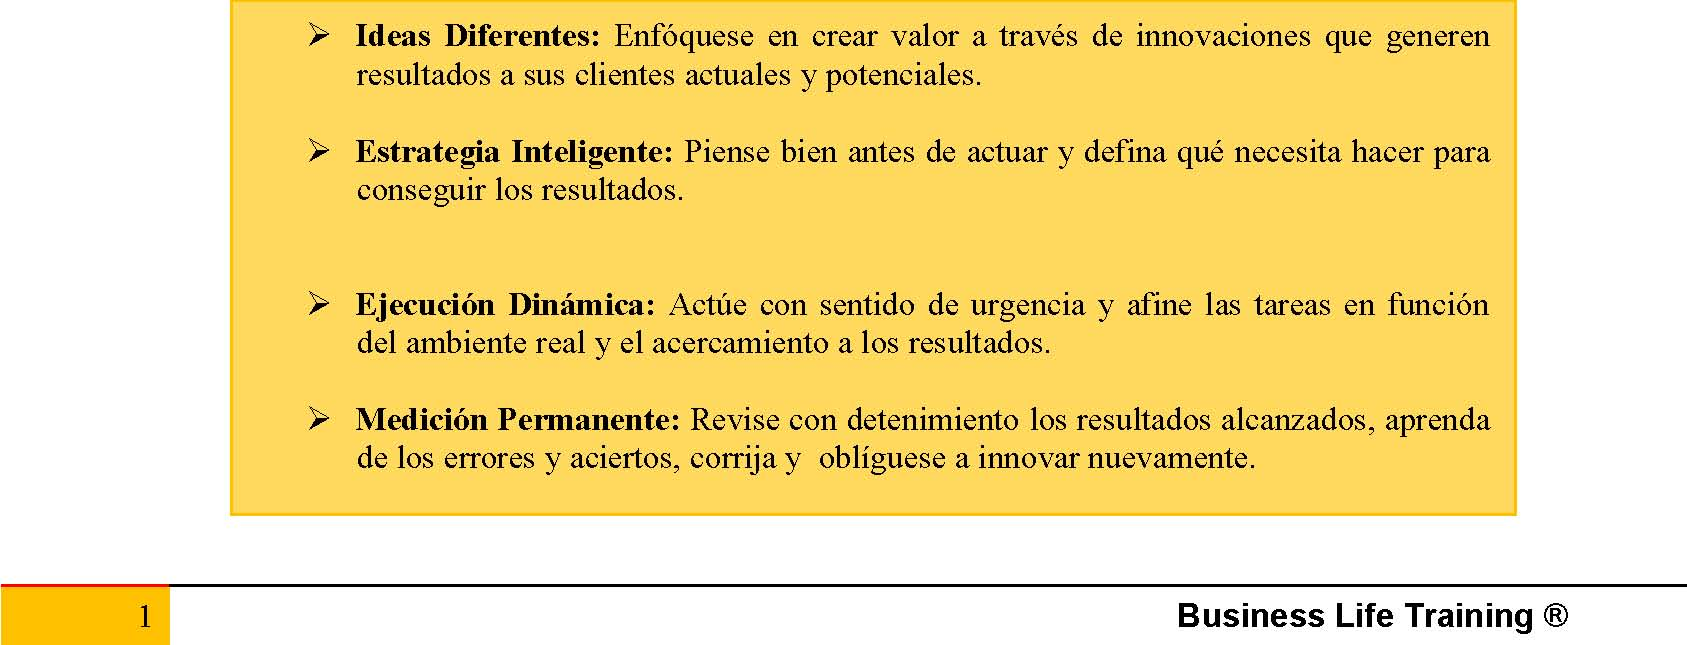 ➢ Ideas Diferentes: Enfóquese en crear valor a través de innovaciones que generen
resultados a sus clientes actuales y potenciales.
➢ Estrategia Inteligente: Piense bien antes de actuar y defina qué necesita hacer para
conseguir los resultados.
➢ Ejecución Dinámica: Actúe con sentido de urgencia y afine las tareas en función
del ambiente real y el acercamiento a los resultados.
➢ Medición Permanente: Revise con detenimiento los resultados alcanzados, aprenda
de los errores y aciertos, corrija y  oblíguese a innovar nuevamente.
1 Business Life Training ®